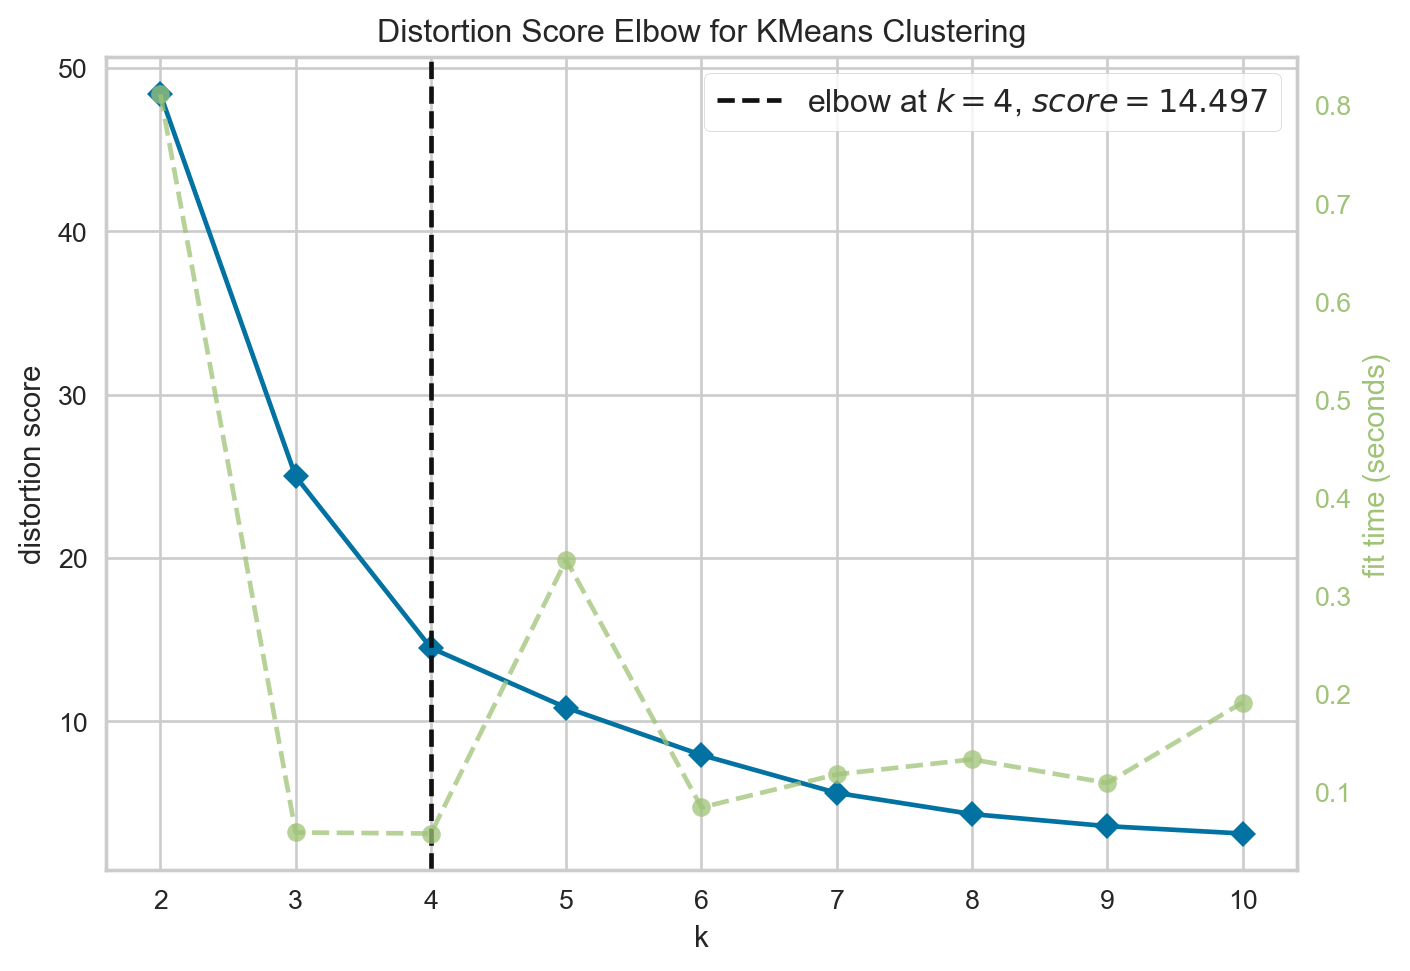 Distortion Score Elbow for KMeans Clustering
elbow at k = 4, score = 14.497
distortion score
50
40
30
20
10
0.8
0.7
0.6
0.5
0.4
0.3
0.2
0.1
fit time (seconds)
2 3 4 5 6 7 8 9 10
k